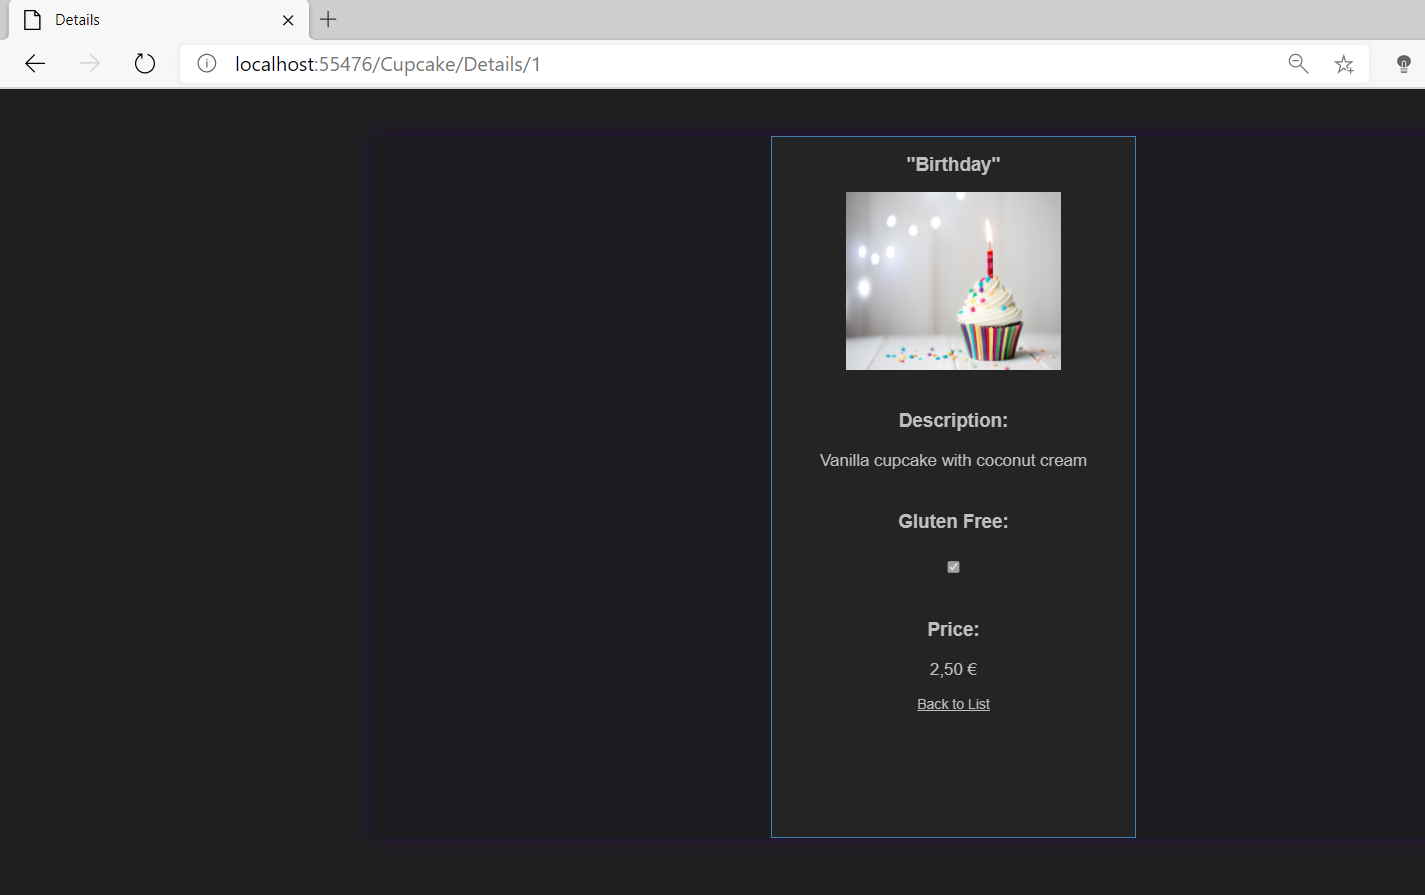 Details
localhost:55476/Cupcake/Details/1
"Birthday"
Description:
Vanilla cupcake with coconut cream
Gluten Free:
Price:
2,50 €
Back to List